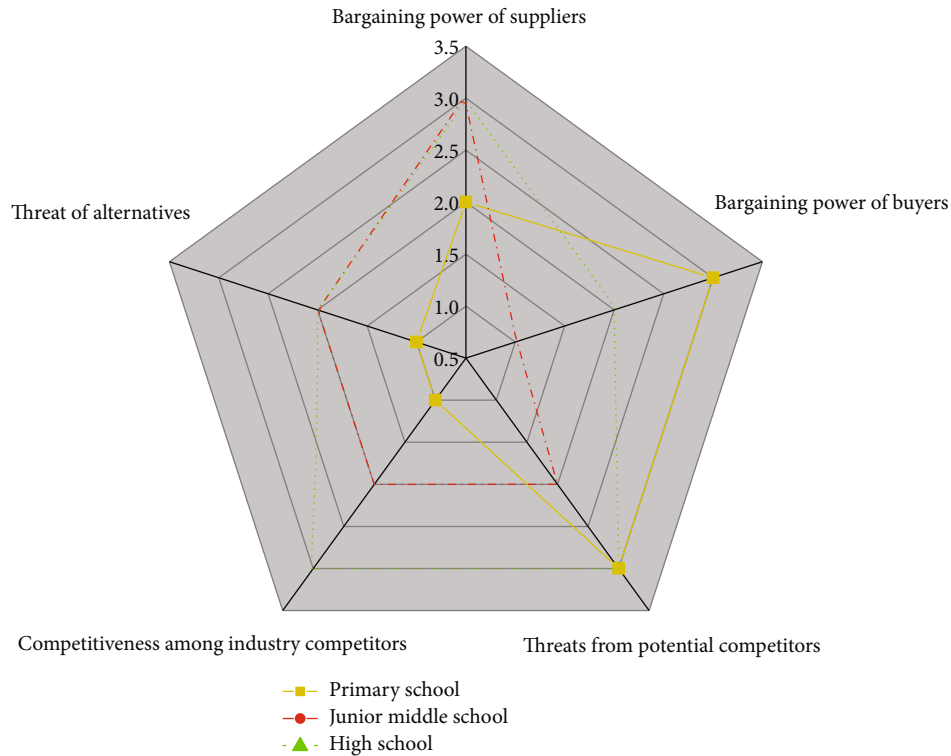 Bargaining power of suppliers
3.5
3.0
2.5
2.0
1.5
1.0
0.5
Bargaining power of buyers
Threat of alternatives
Competitiveness among industry competitors
Threats from potential competitors
Primary school
Junior middle school
High school